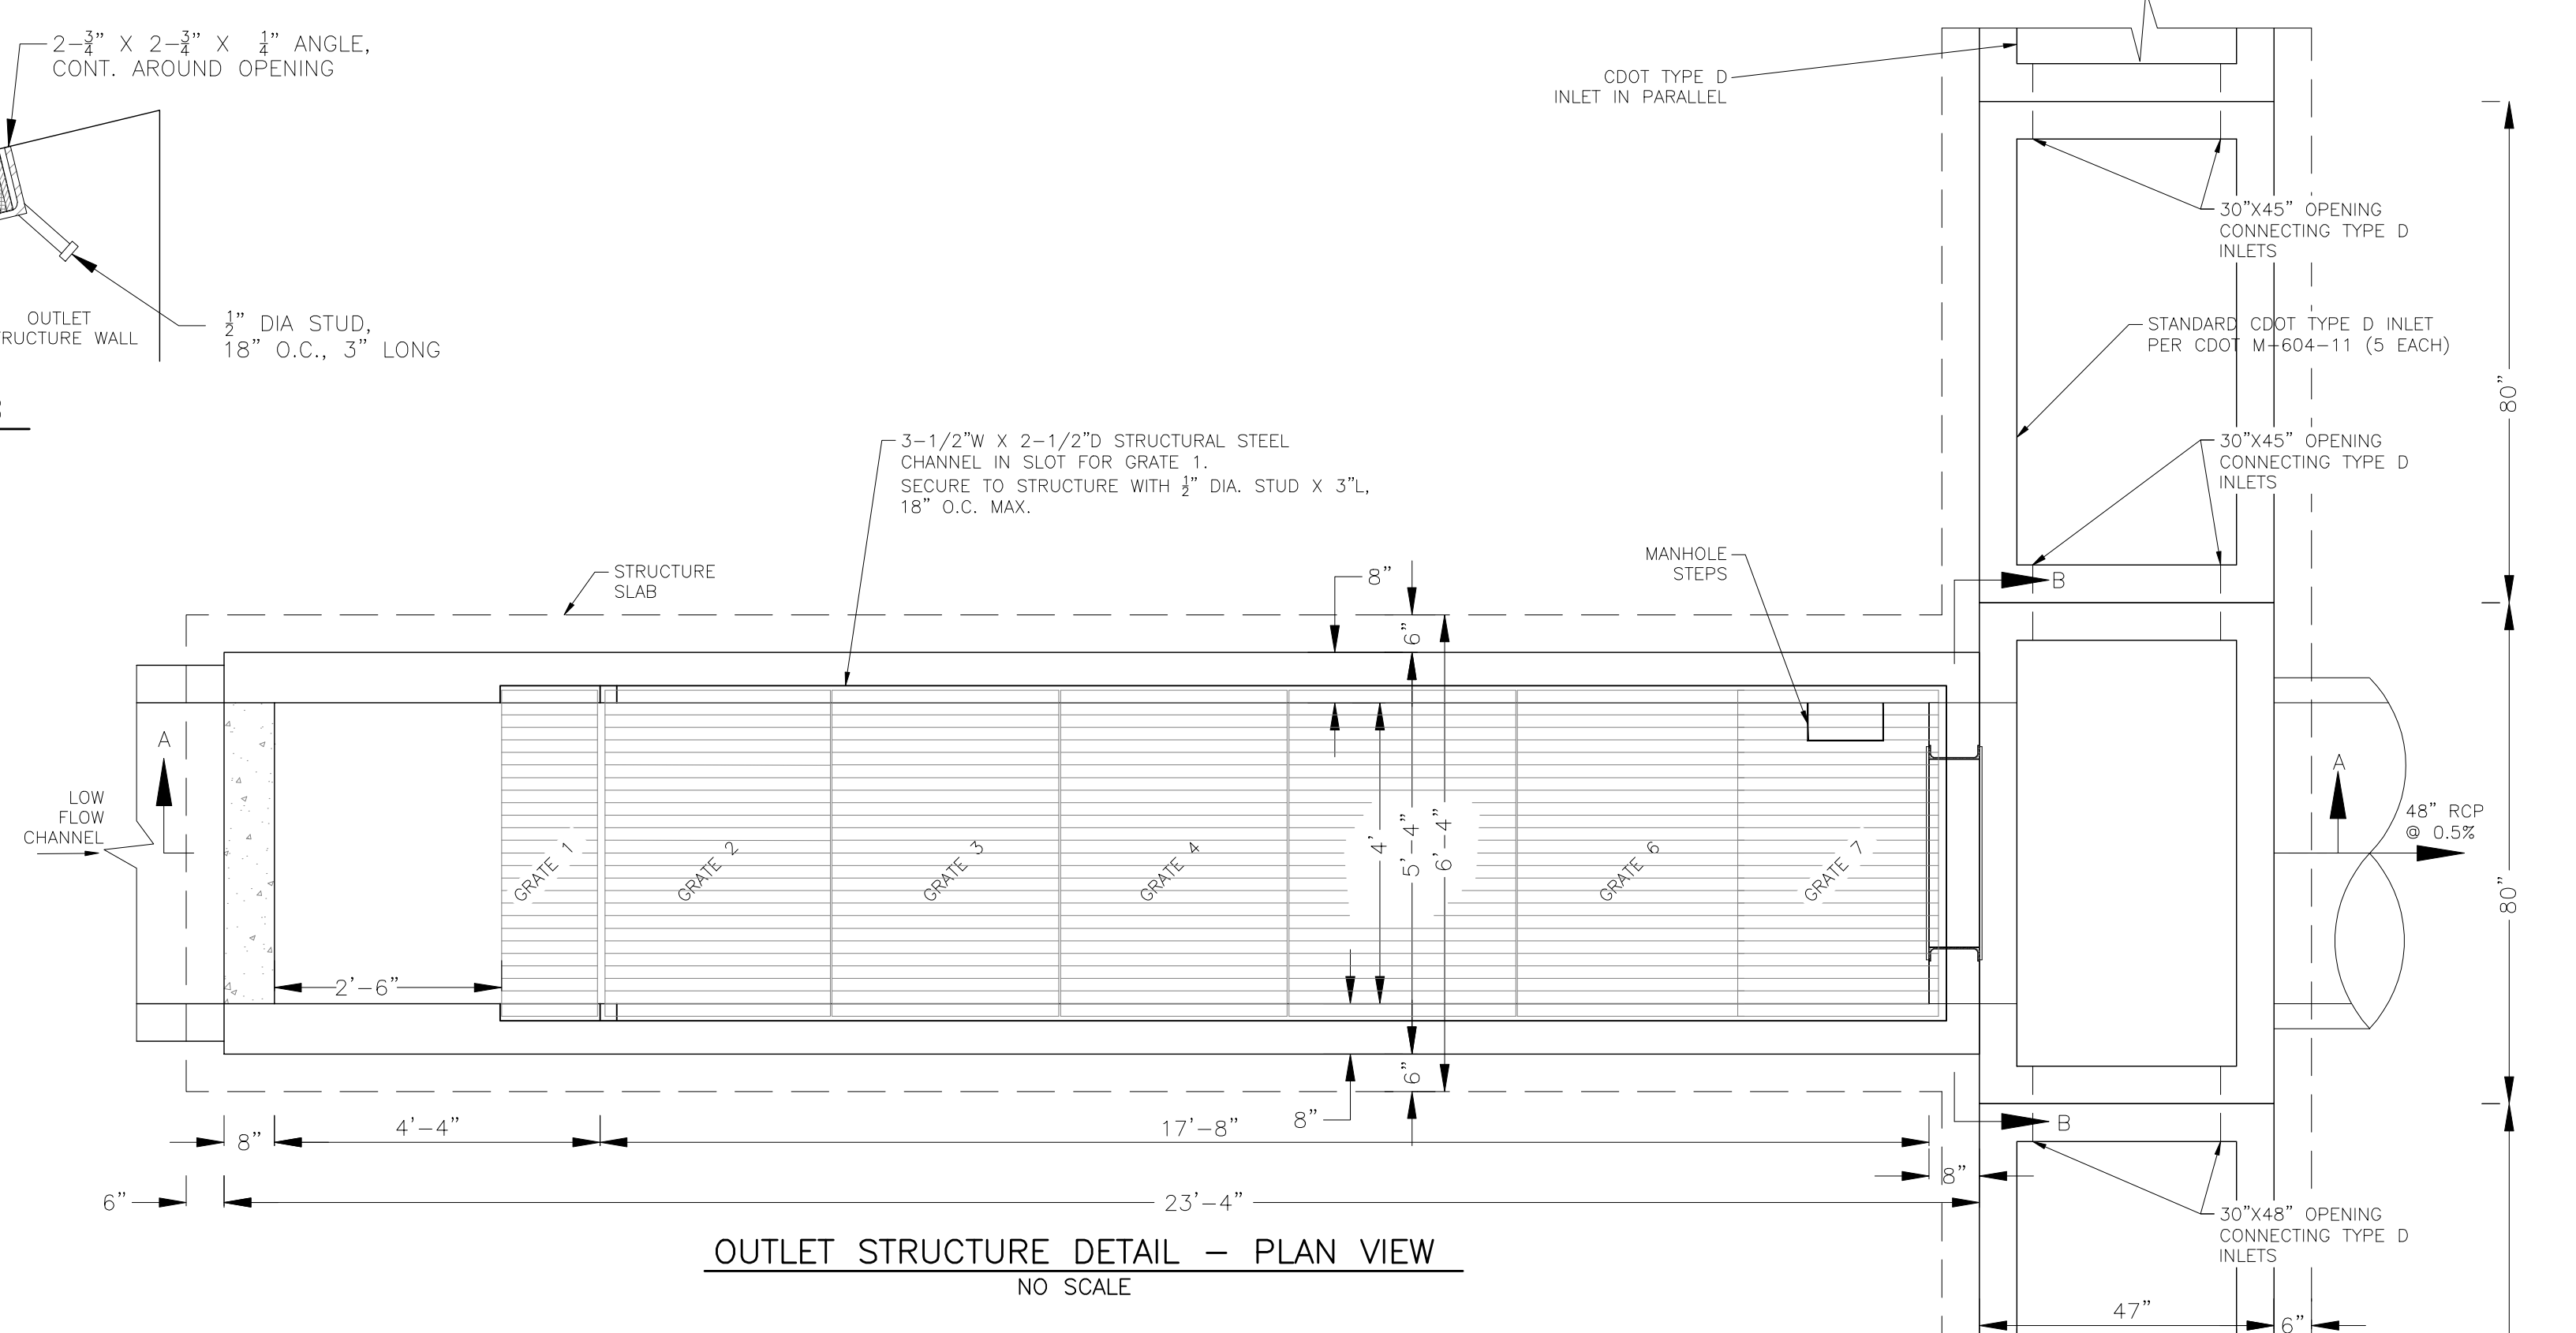 2-3/4" X 2-3/4" X 1/4" ANGLE,
CONT. AROUND OPENING
OUTLET
RUCTURE WALL
1/2" DIA STUD,
18" O.C., 3" LONG
CDOT TYPE D
INLET IN PARALLEL
30"X45" OPENING
CONNECTING TYPE D
INLETS
STANDARD CDOT TYPE D INLET
PER CDOT M-604-11 (5 EACH)
80"
30"X45" OPENING
CONNECTING TYPE D
INLETS
3-1/2"W X 2-1/2"D STRUCTURAL STEEL
CHANNEL IN SLOT FOR GRATE 1.
SECURE TO STRUCTURE WITH 1/2" DIA. STUD X 3"L,
18" O.C. MAX.
STRUCTURE
SLAB
MANHOLE
STEPS
8"
6"
B
A
LOW
FLOW
CHANNEL
GRATE 1
GRATE 2
GRATE 3
GRATE 4
4'
5'-4"
6'-4"
GRATE 6
GRATE 7
A
48" RCP
@ 0.5%
80"
2'-6"
6"
8"
B
8"
4'-4"
17'-8"
8"
6"
23'-4"
30"X48" OPENING
CONNECTING TYPE D
INLETS
47"
6"
OUTLET STRUCTURE DETAIL - PLAN VIEW
NO SCALE